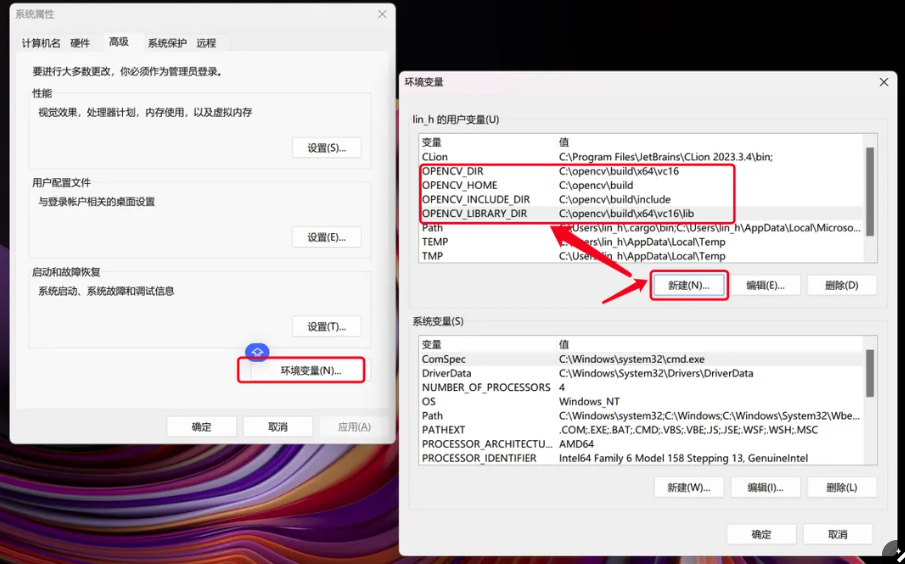 系统属性
计算机名 硬件 高级 系统保护 远程
要进行大多数更改，你必须作为管理员登录。
性能
视觉效果，处理器计划，内存使用，以及虚拟内存
设置(S)...
用户配置文件
与登录帐户相关的桌面设置
设置(E)...
启动和故障恢复
系统启动、系统故障和调试信息
设置(T)...
环境变量(N)...
确定 取消 应用(A)
环境变量
lin_h 的用户变量(U)
变量 值
CLion C:\Program Files\JetBrains\CLion 2023.3.4\bin;
OPENCV_DIR C:\opencv\build\x64\vc16
OPENCV_HOME C:\opencv\build
OPENCV_INCLUDE_DIR C:\opencv\build\include
OPENCV_LIBRARY_DIR C:\opencv\build\x64\vc16\lib
Path C:\Users\lin_h\.cargo\bin;C:\Users\lin_h\AppData\Local\Microso...
TEMP C:\Users\lin_h\AppData\Local\Temp
TMP C:\Users\lin_h\AppData\Local\Temp
新建(N)... 编辑(E)... 删除(D)
系统变量(S)
变量 值
ComSpec C:\Windows\system32\cmd.exe
DriverData C:\Windows\System32\Drivers\DriverData
NUMBER_OF_PROCESSORS 4
OS Windows_NT
Path C:\Windows\system32;C:\Windows;C:\Windows\System32\Wbe...
PATHEXT .COM;.EXE;.BAT;.CMD;.VBS;.VBE;.JS;.JSE;.WSF;.WSH;.MSC
PROCESSOR_ARCHITECTU... AMD64
PROCESSOR_IDENTIFIER Intel64 Family 6 Model 158 Stepping 13, GenuineIntel
新建(W)... 编辑(I)... 删除(L)
确定 取消